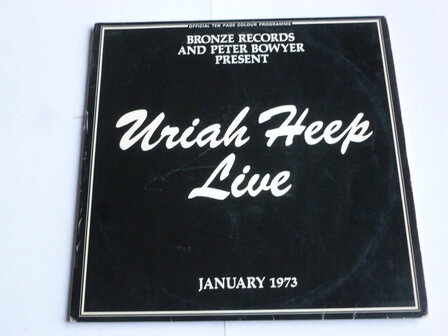 OFFICIAL TEN PAGE COLOUR PROGRAMME
BRONZE RECORDS
AND PETER BOWYER
PRESENT
Uriah Heep
Live
JANUARY 1973